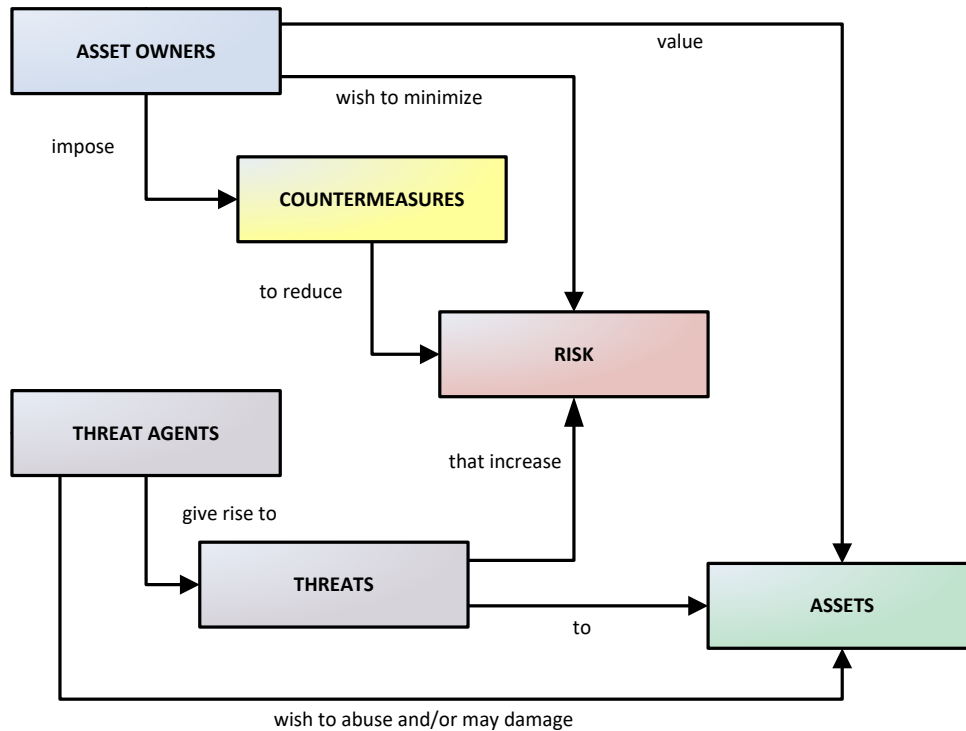 ASSET OWNERS
value
wish to minimize
impose
COUNTERMEASURES
to reduce
RISK
THREAT AGENTS
that increase
give rise to
THREATS
ASSETS
to
wish to abuse and/or may damage